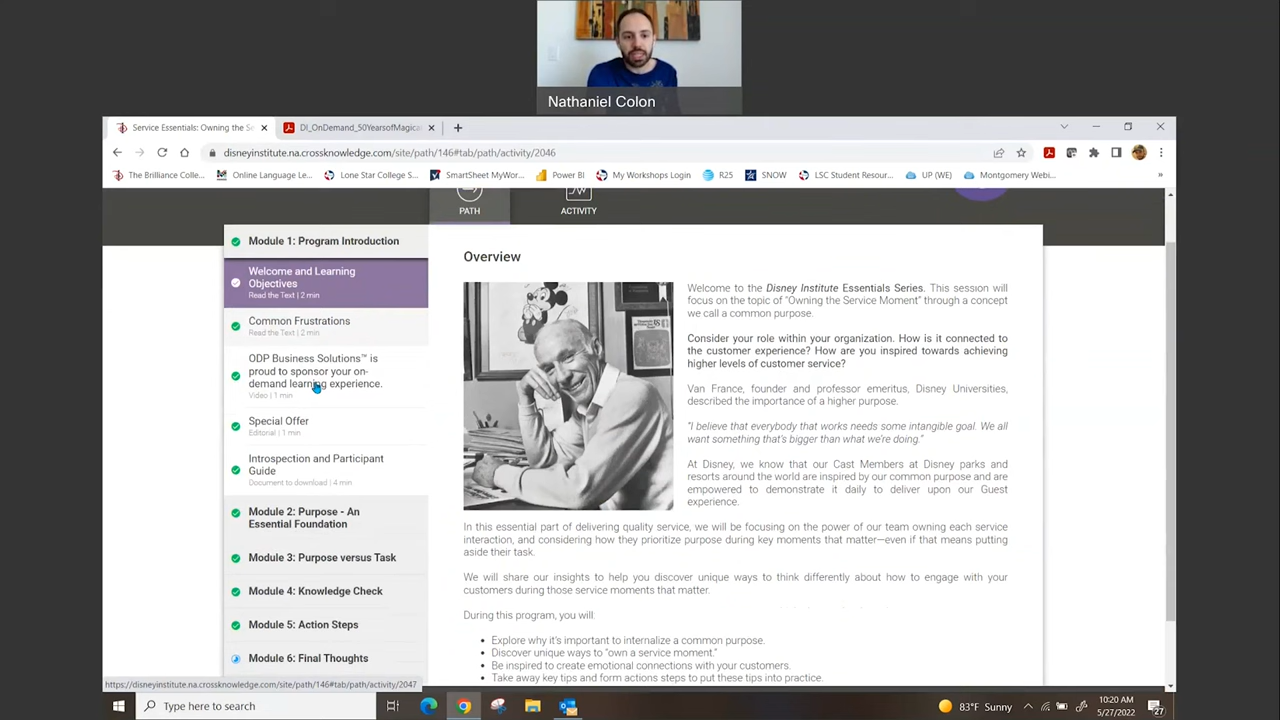 Nathaniel Colon
Service Essentials: Owning the Se
DI_OnDemand_50YearsofMagica
disneyinstitute.na.crossknowledge.com/site/path/146#tab/path/activity/2046
The Brilliance Colle...
Online Language Le...
Lone Star College S...
SmartSheet MyWor...
Power BI
My Workshops Login
R25
SNOW
LSC Student Resour...
UP (WE)
Montgomery Webi...
PATH
ACTIVITY
Module 1: Program Introduction
Welcome and Learning
Objectives
Read the Text | 2 min
Common Frustrations
Read the Text | 2 min
ODP Business Solutions™ is
proud to sponsor your on-
demand learning experience.
Video | 1 min
Special Offer
Editorial | 1 min
Introspection and Participant
Guide
Document to download | 4 min
Module 2: Purpose - An
Essential Foundation
Module 3: Purpose versus Task
Module 4: Knowledge Check
Module 5: Action Steps
Module 6: Final Thoughts
Overview
Welcome to the Disney Institute Essentials Series. This session will
focus on the topic of "Owning the Service Moment" through a concept
we call a common purpose.
Consider your role within your organization. How is it connected to
the customer experience? How are you inspired towards achieving
higher levels of customer service?
Van France, founder and professor emeritus, Disney Universities,
described the importance of a higher purpose.
"I believe that everybody that works needs some intangible goal. We all
want something that's bigger than what we're doing."
At Disney, we know that our Cast Members at Disney parks and
resorts around the world are inspired by our common purpose and are
empowered to demonstrate it daily to deliver upon our Guest
experience.
In this essential part of delivering quality service, we will be focusing on the power of our team owning each service
interaction, and considering how they prioritize purpose during key moments that matter—even if that means putting
aside their task.
We will share our insights to help you discover unique ways to think differently about how to engage with your
customers during those service moments that matter.
During this program, you will:
• Explore why it's important to internalize a common purpose.
• Discover unique ways to "own a service moment."
• Be inspired to create emotional connections with your customers.
• Take away key tips and form actions steps to put these tips into practice.
https://disneyinstitute.na.crossknowledge.com/site/path/146#tab/path/activity/2047
Type here to search
83°F Sunny
10:20 AM
5/27/2022
27